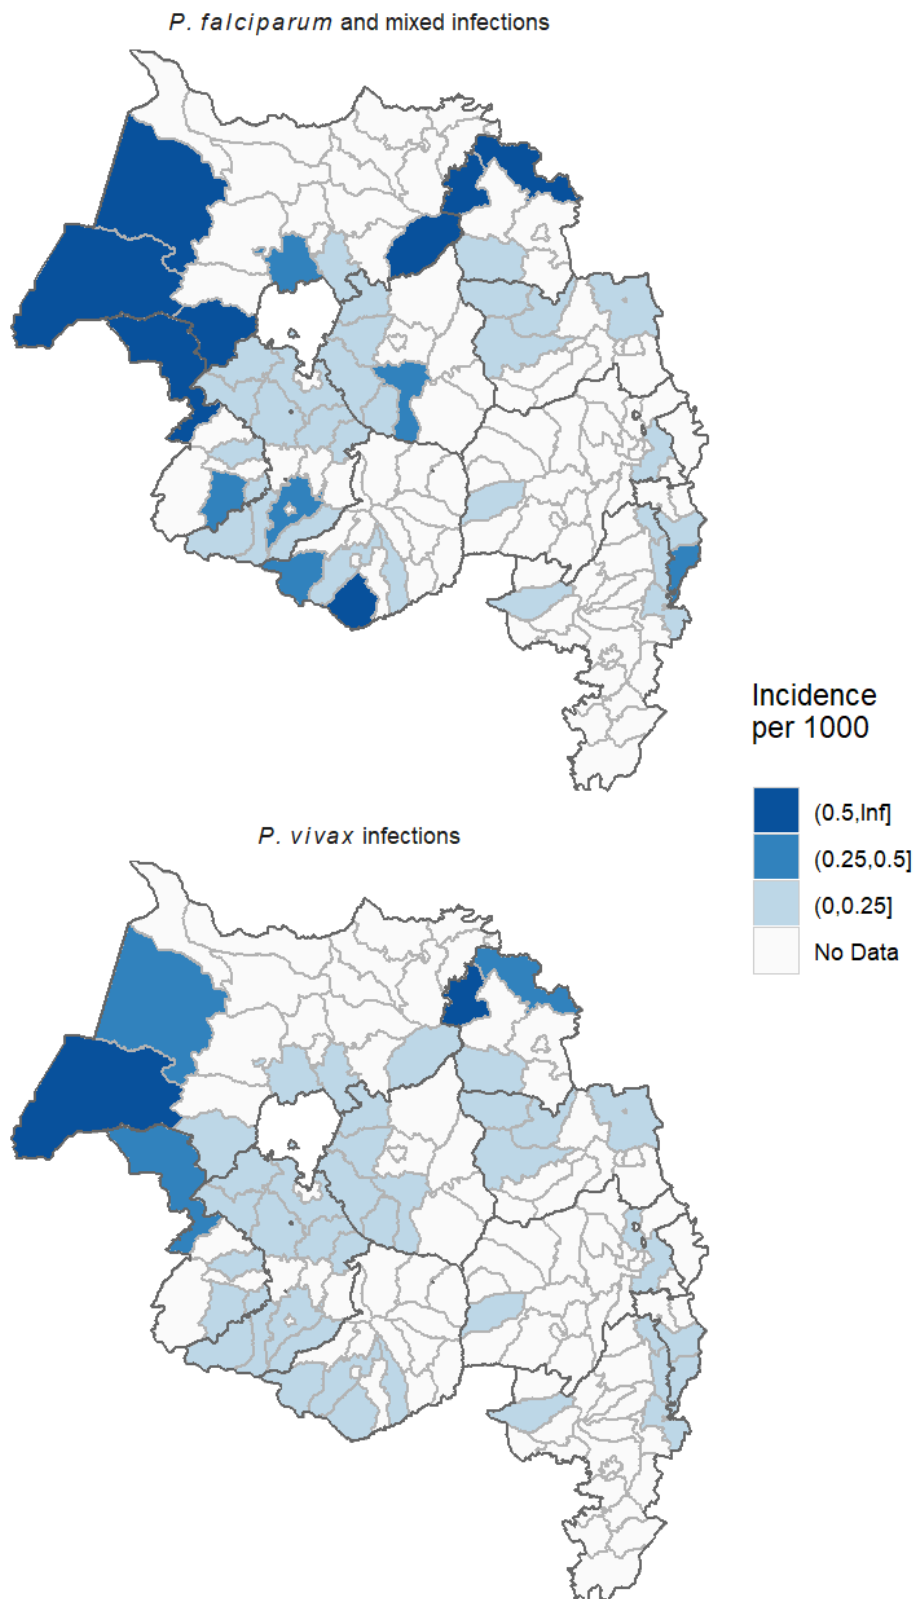 P. falciparum and mixed infections
Incidence
per 1000
(0.5,Inf]
(0.25,0.5]
(0,0.25]
No Data
P. vivax infections